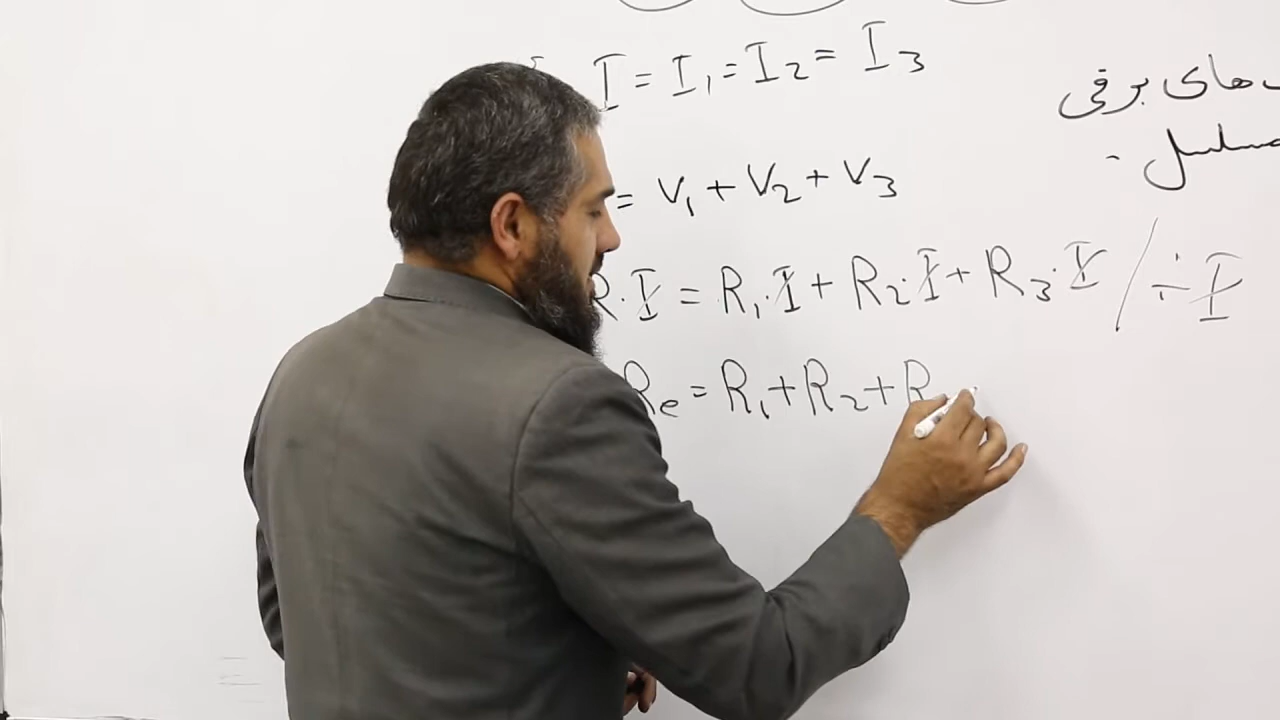 I = I₁ = I₂ = I₃
= V₁ + V₂ + V₃
R·I = R₁·I + R₂·I + R₃·I / ÷ I
Re = R₁ + R₂ + R
های برقی